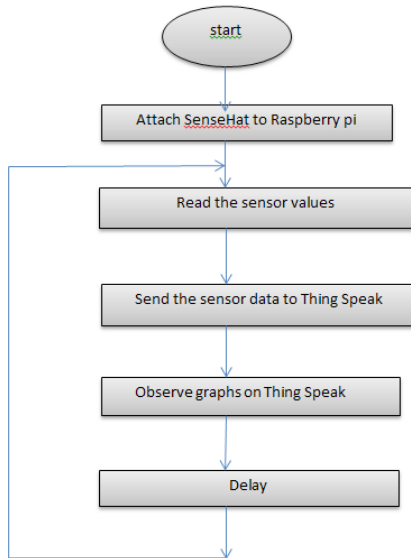 start
Attach SenseHat to Raspberry pi
Read the sensor values
Send the sensor data to Thing Speak
Observe graphs on Thing Speak
Delay